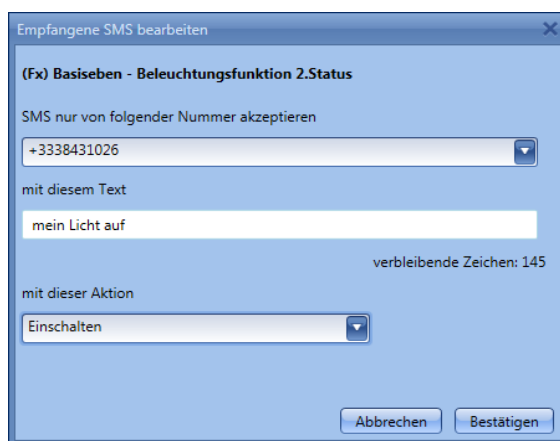 Empfangene SMS bearbeiten
(Fx) Basiseben - Beleuchtungsfunktion 2.Status
SMS nur von folgender Nummer akzeptieren
+3338431026
mit diesem Text
mein Licht auf
verbleibende Zeichen: 145
mit dieser Aktion
Einschalten
Abbrechen Bestätigen